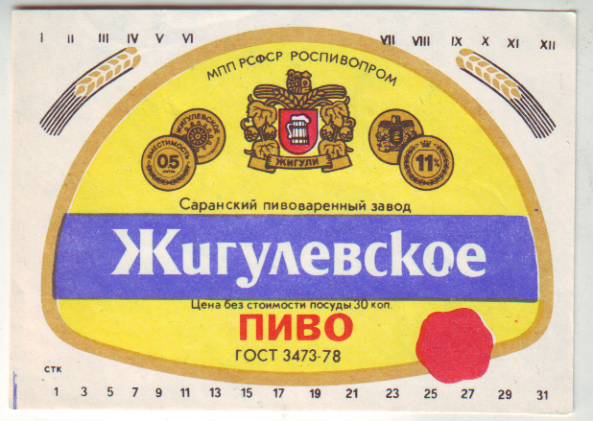 I II III IV V VI VII VIII IX X XI XII
МПП РСФСР РОСПИВОПРОМ
ЖИГУЛЕВСКОЕ
ВМЕСТИМОСТЬ
05
ЖИГУЛИ
11%
Саранский пивоваренный завод
Жигулевское
Цена без стоимости посуды 30 коп.
ПИВО
ГОСТ 3473-78
СТК
1 3 5 7 9 11 13 15 17 19 21 23 25 27 29 31